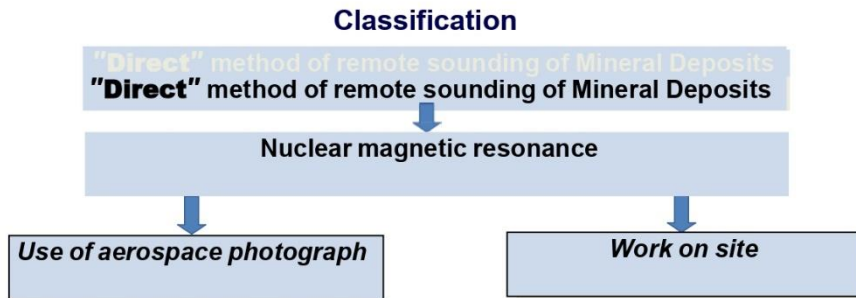 Classification
"Direct" method of remote sounding of Mineral Deposits
"Direct" method of remote sounding of Mineral Deposits
Nuclear magnetic resonance
Use of aerospace photograph
Work on site